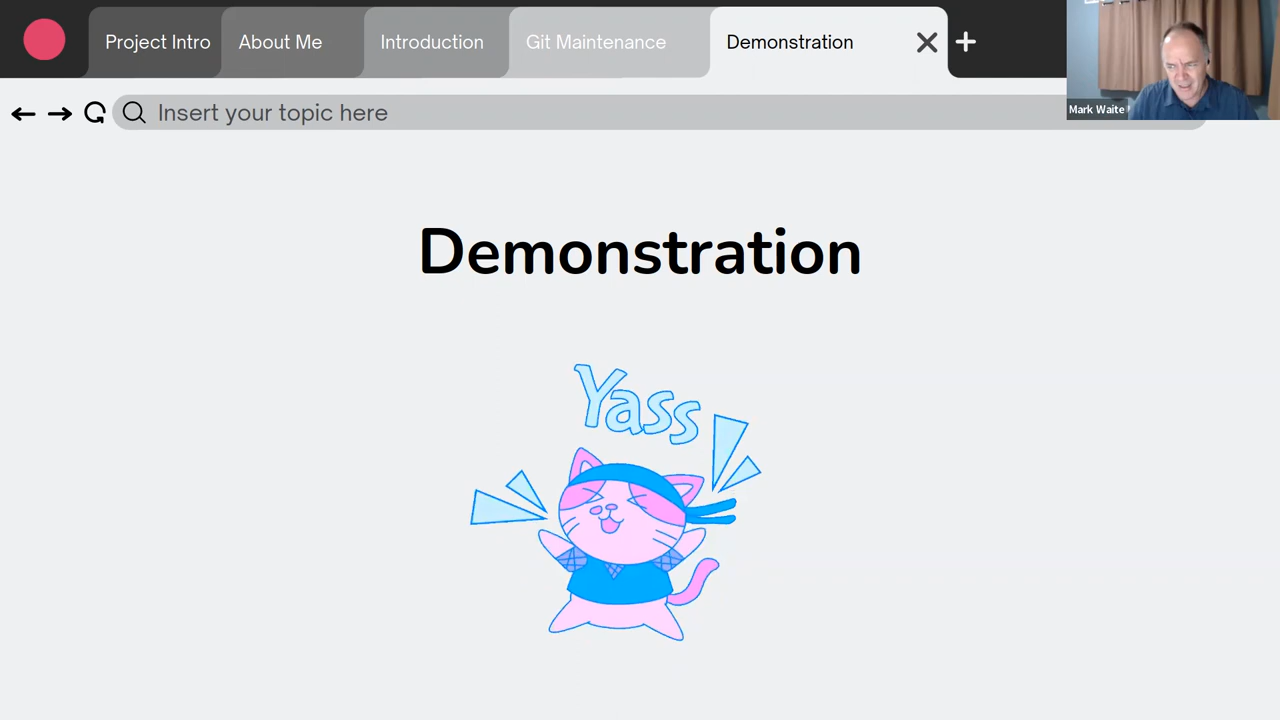 Project Intro
About Me
Introduction
Git Maintenance
Demonstration
Insert your topic here
Mark Waite
Demonstration
Yass